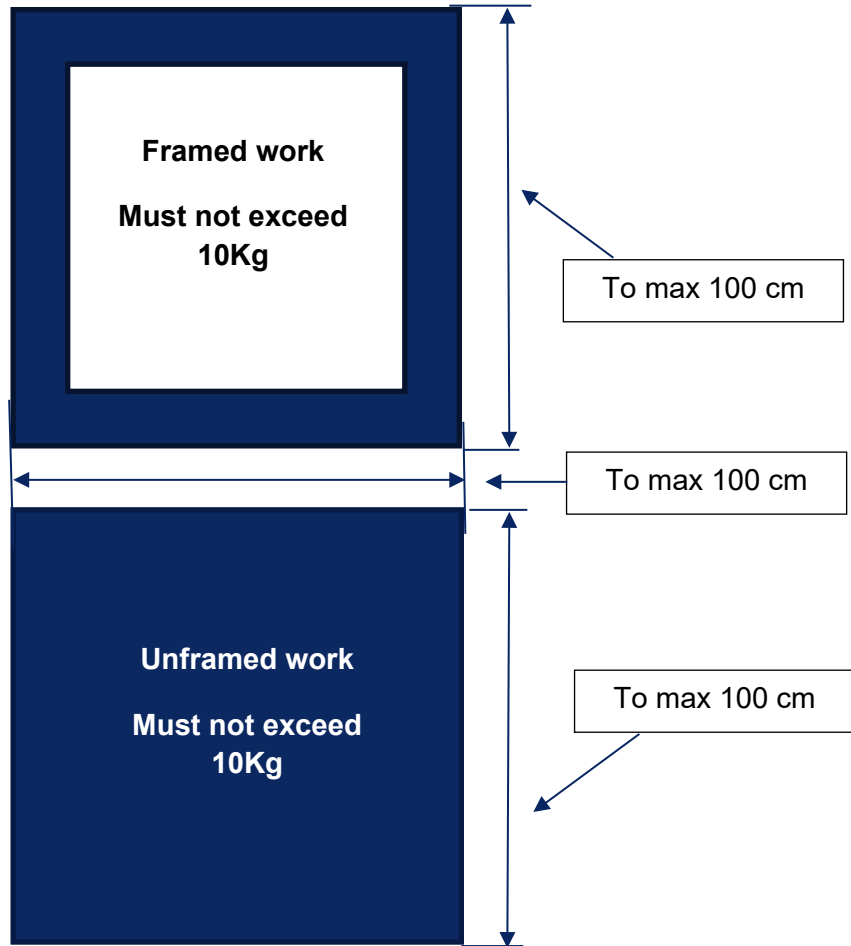 Framed work
Must not exceed
10Kg
To max 100 cm
To max 100 cm
Unframed work
Must not exceed
10Kg
To max 100 cm